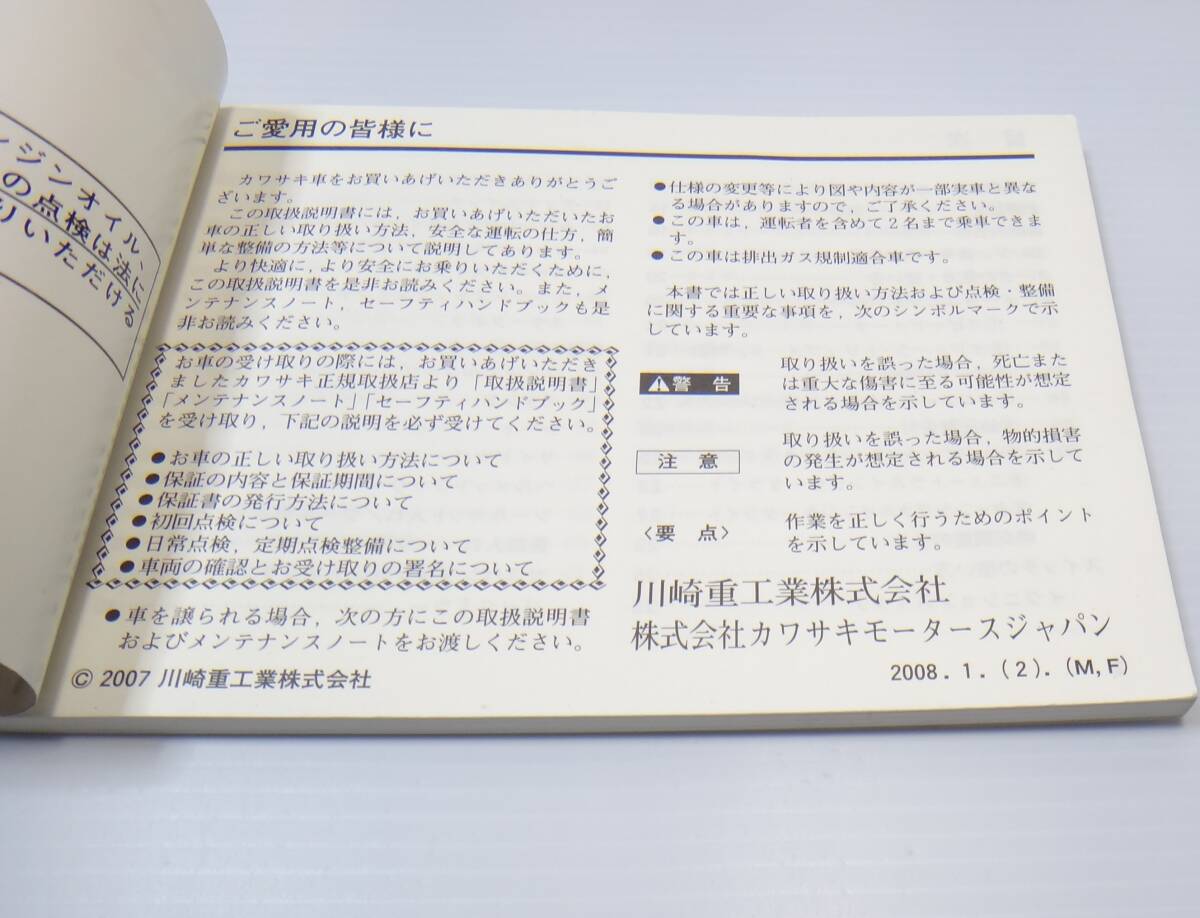 ンジンオイル、
の点検は法に
りいただける
ご愛用の皆様に
カワサキ車をお買いあげいただきありがとうご
ざいます。
この取扱説明書には，お買いあげいただいたお
車の正しい取り扱い方法，安全な運転の仕方，簡
単な整備の方法等について説明してあります。
より快適に，より安全にお乗りいただくために，
この取扱説明書を是非お読みください。また，メ
ンテナンスノート，セーフティハンドブックも是
非お読みください。
お車の受け取りの際には，お買いあげいただき
ましたカワサキ正規取扱店より「取扱説明書」
「メンテナンスノート」「セーフティハンドブック」
を受け取り，下記の説明を必ず受けてください。
●お車の正しい取り扱い方法について
●保証の内容と保証期間について
●保証書の発行方法について
●初回点検について
●日常点検，定期点検整備について
●車両の確認とお受け取りの署名について
●車を譲られる場合，次の方にこの取扱説明書
およびメンテナンスノートをお渡しください。
© 2007 川崎重工業株式会社
●仕様の変更等により図や内容が一部実車と異な
る場合がありますので，ご了承ください。
●この車は，運転者を含めて2名まで乗車できま
す。
●この車は排出ガス規制適合車です。
本書では正しい取り扱い方法および点検・整備
に関する重要な事項を，次のシンボルマークで示
しています。
⚠警 告
取り扱いを誤った場合，死亡また
は重大な傷害に至る可能性が想定
される場合を示しています。
注 意
取り扱いを誤った場合，物的損害
の発生が想定される場合を示して
います。
〈要 点〉
作業を正しく行うためのポイント
を示しています。
川崎重工業株式会社
株式会社カワサキモータースジャパン
2008．1．(2)．(M,F)